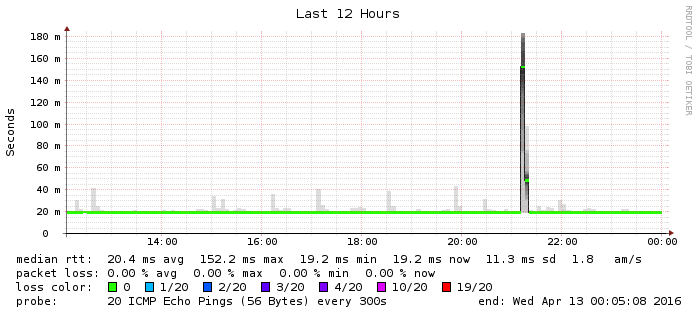 Last 12 Hours
RRDTOOL / TOBI OETIKER
Seconds
180 m
160 m
140 m
120 m
100 m
80 m
60 m
40 m
20 m
0
14:00 16:00 18:00 20:00 22:00 00:00
median rtt: 20.4 ms avg 152.2 ms max 19.2 ms min 19.2 ms now 11.3 ms sd 1.8 am/s
packet loss: 0.00 % avg 0.00 % max 0.00 % min 0.00 % now
loss color: 0 1/20 2/20 3/20 4/20 10/20 19/20
probe: 20 ICMP Echo Pings (56 Bytes) every 300s end: Wed Apr 13 00:05:08 2016